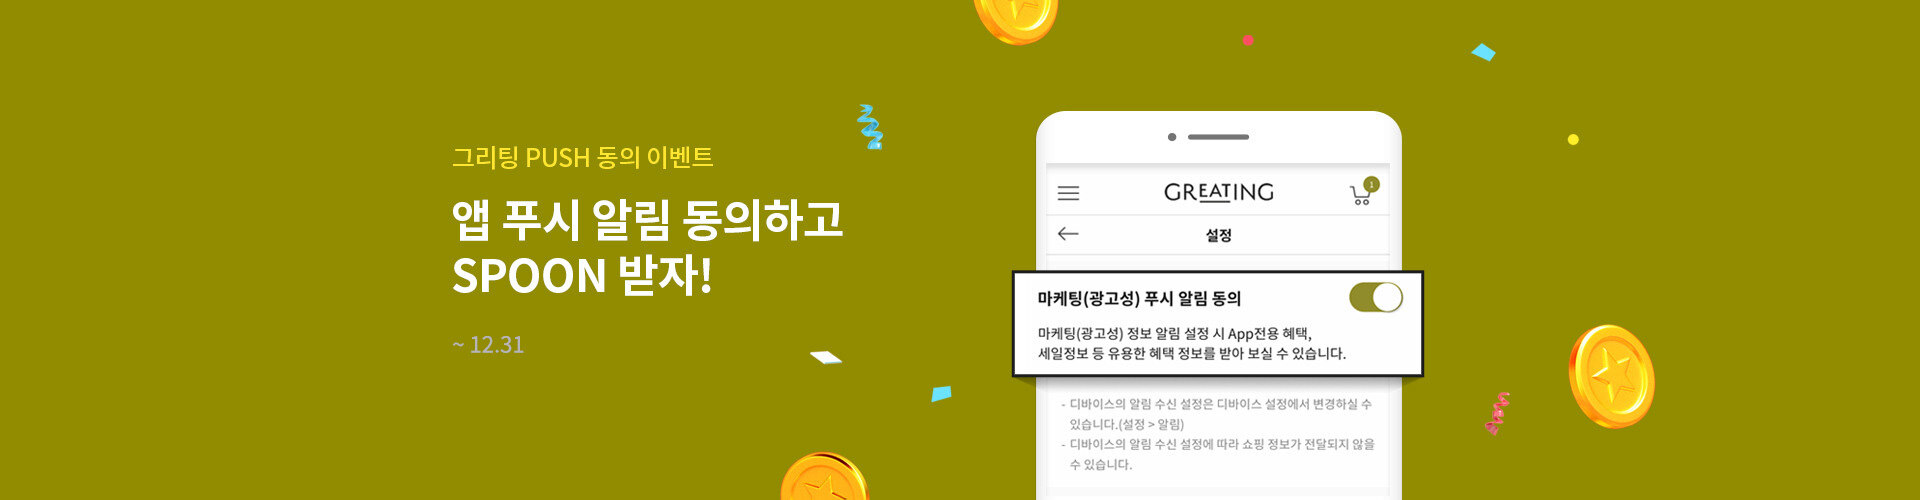 그리팅 PUSH 동의 이벤트
앱 푸시 알림 동의하고
SPOON 받자!
~ 12.31
GREATING
1
설정
마케팅(광고성) 푸시 알림 동의
마케팅(광고성) 정보 알림 설정 시 App전용 혜택,
세일정보 등 유용한 혜택 정보를 받아 보실 수 있습니다.
- 디바이스의 알림 수신 설정은 디바이스 설정에서 변경하실 수
있습니다.(설정 > 알림)
- 디바이스의 알림 수신 설정에 따라 쇼핑 정보가 전달되지 않을
수 있습니다.